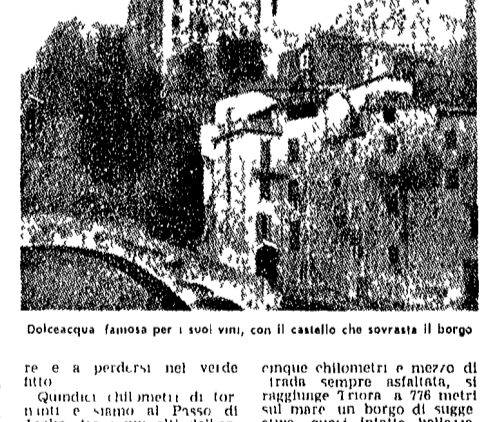 Dolceacqua famosa per i suoi vini, con il castello che sovrasta il borgo
re e a perdersi nel verde
fitto
Quindici chilometri di tor
nanti e siamo al Passo di
cinque chilometri e mezzo di
strada sempre asfaltata, si
raggiunge Triora a 776 metri
sul mare un borgo di sugge